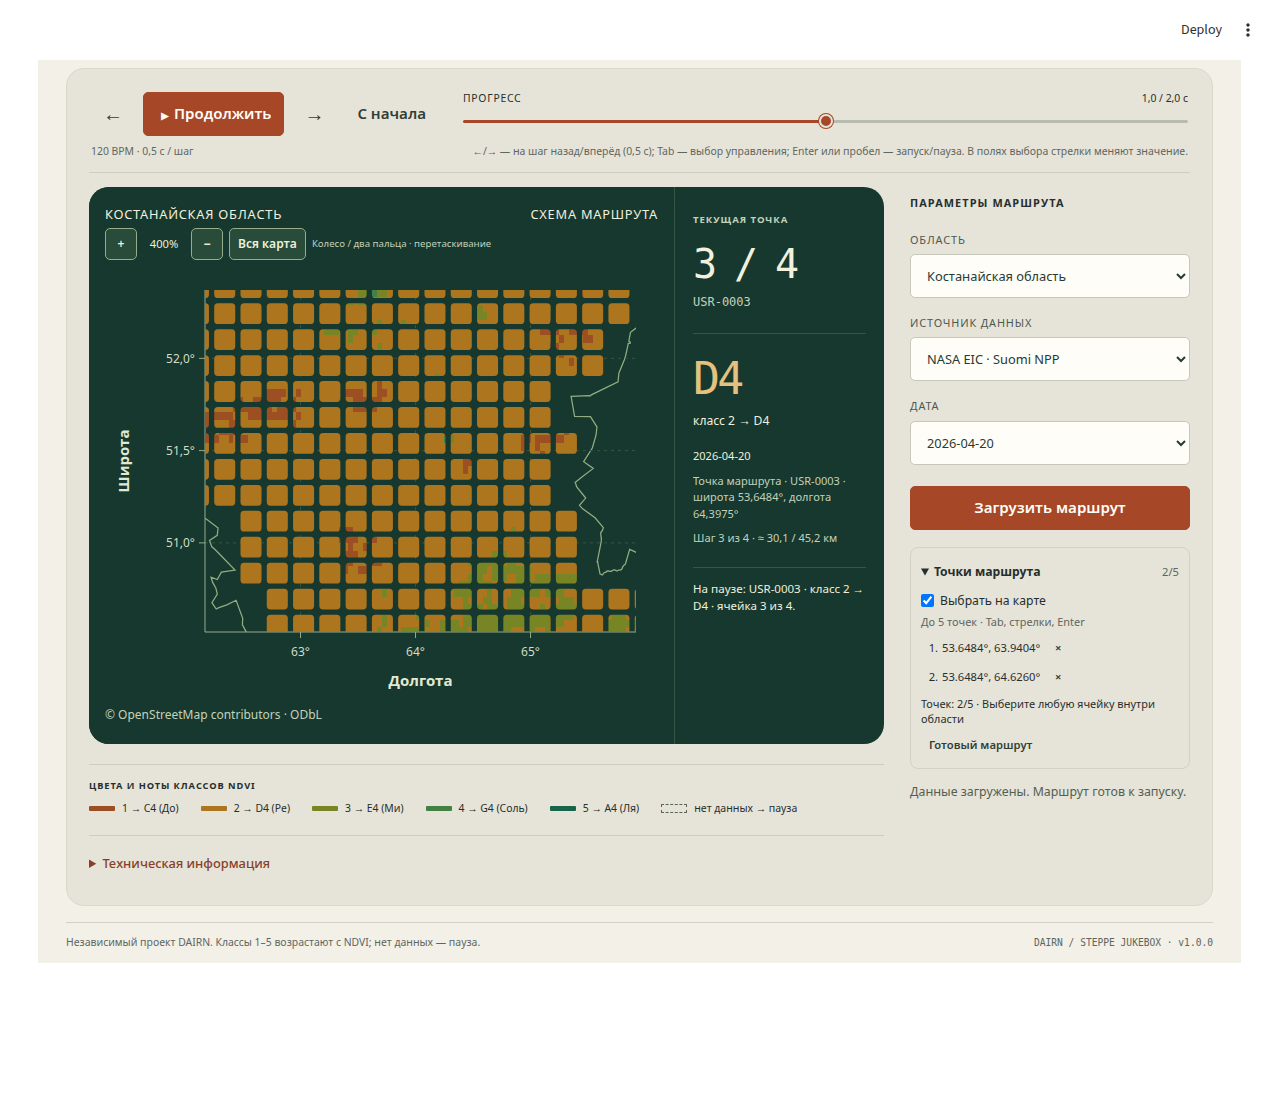 Deploy
←
▶ Продолжить
→
С начала
ПРОГРЕСС
1,0 / 2,0 с
120 BPM · 0,5 с / шаг
←/→ — на шаг назад/вперёд (0,5 с); Tab — выбор управления; Enter или пробел — запуск/пауза. В полях выбора стрелки меняют значение.
КОСТАНАЙСКАЯ ОБЛАСТЬ
СХЕМА МАРШРУТА
+
400%
−
Вся карта
Колесо / два пальца · перетаскивание
52,0°
51,5°
51,0°
Широта
63°
64°
65°
Долгота
© OpenStreetMap contributors · ODbL
ТЕКУЩАЯ ТОЧКА
3 / 4
USR-0003
D4
класс 2 → D4
2026-04-20
Точка маршрута · USR-0003 ·
широта 53,6484°, долгота
64,3975°
Шаг 3 из 4 · ≈ 30,1 / 45,2 км
На паузе: USR-0003 · класс 2 →
D4 · ячейка 3 из 4.
ПАРАМЕТРЫ МАРШРУТА
ОБЛАСТЬ
Костанайская область
ИСТОЧНИК ДАННЫХ
NASA EIC · Suomi NPP
ДАТА
2026-04-20
Загрузить маршрут
▼ Точки маршрута
2/5
Выбрать на карте
До 5 точек · Tab, стрелки, Enter
1. 53.6484°, 63.9404° ×
2. 53.6484°, 64.6260° ×
Точек: 2/5 · Выберите любую ячейку внутри
области
Готовый маршрут
Данные загружены. Маршрут готов к запуску.
ЦВЕТА И НОТЫ КЛАССОВ NDVI
1 → C4 (До)
2 → D4 (Ре)
3 → E4 (Ми)
4 → G4 (Соль)
5 → A4 (Ля)
нет данных → пауза
▶ Техническая информация
Независимый проект DAIRN. Классы 1–5 возрастают с NDVI; нет данных — пауза.
DAIRN / STEPPE JUKEBOX · v1.0.0